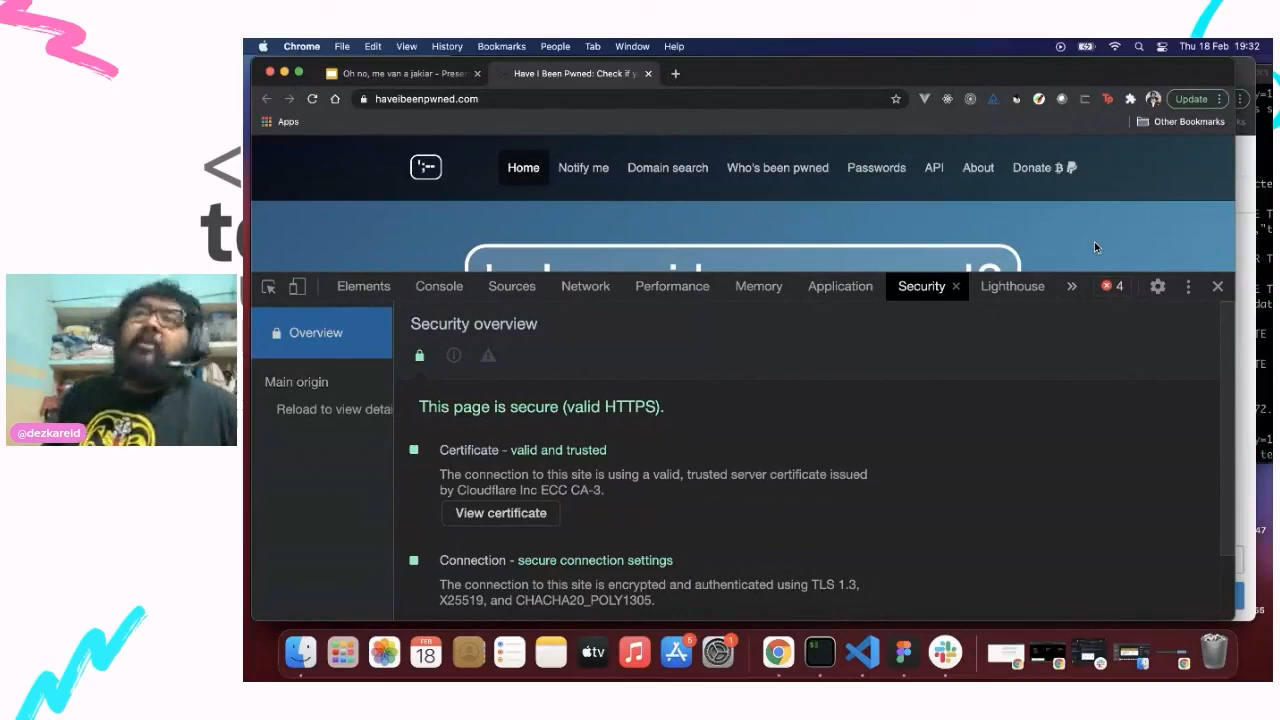 Chrome File Edit View History Bookmarks People Tab Window Help Thu 18 Feb 19:32
Oh no, me van a jakiar - Prese Have I Been Pwned: Check if y
haveibeenpwned.com Update
Apps Other Bookmarks
Home Notify me Domain search Who's been pwned Passwords API About Donate
Elements Console Sources Network Performance Memory Application Security Lighthouse 4
Overview
Security overview
Main origin
Reload to view detai
This page is secure (valid HTTPS).
Certificate - valid and trusted
The connection to this site is using a valid, trusted server certificate issued
by Cloudflare Inc ECC CA-3.
View certificate
Connection - secure connection settings
The connection to this site is encrypted and authenticated using TLS 1.3,
X25519, and CHACHA20_POLY1305.
@dezkareid
FEB
18
tv
5
1